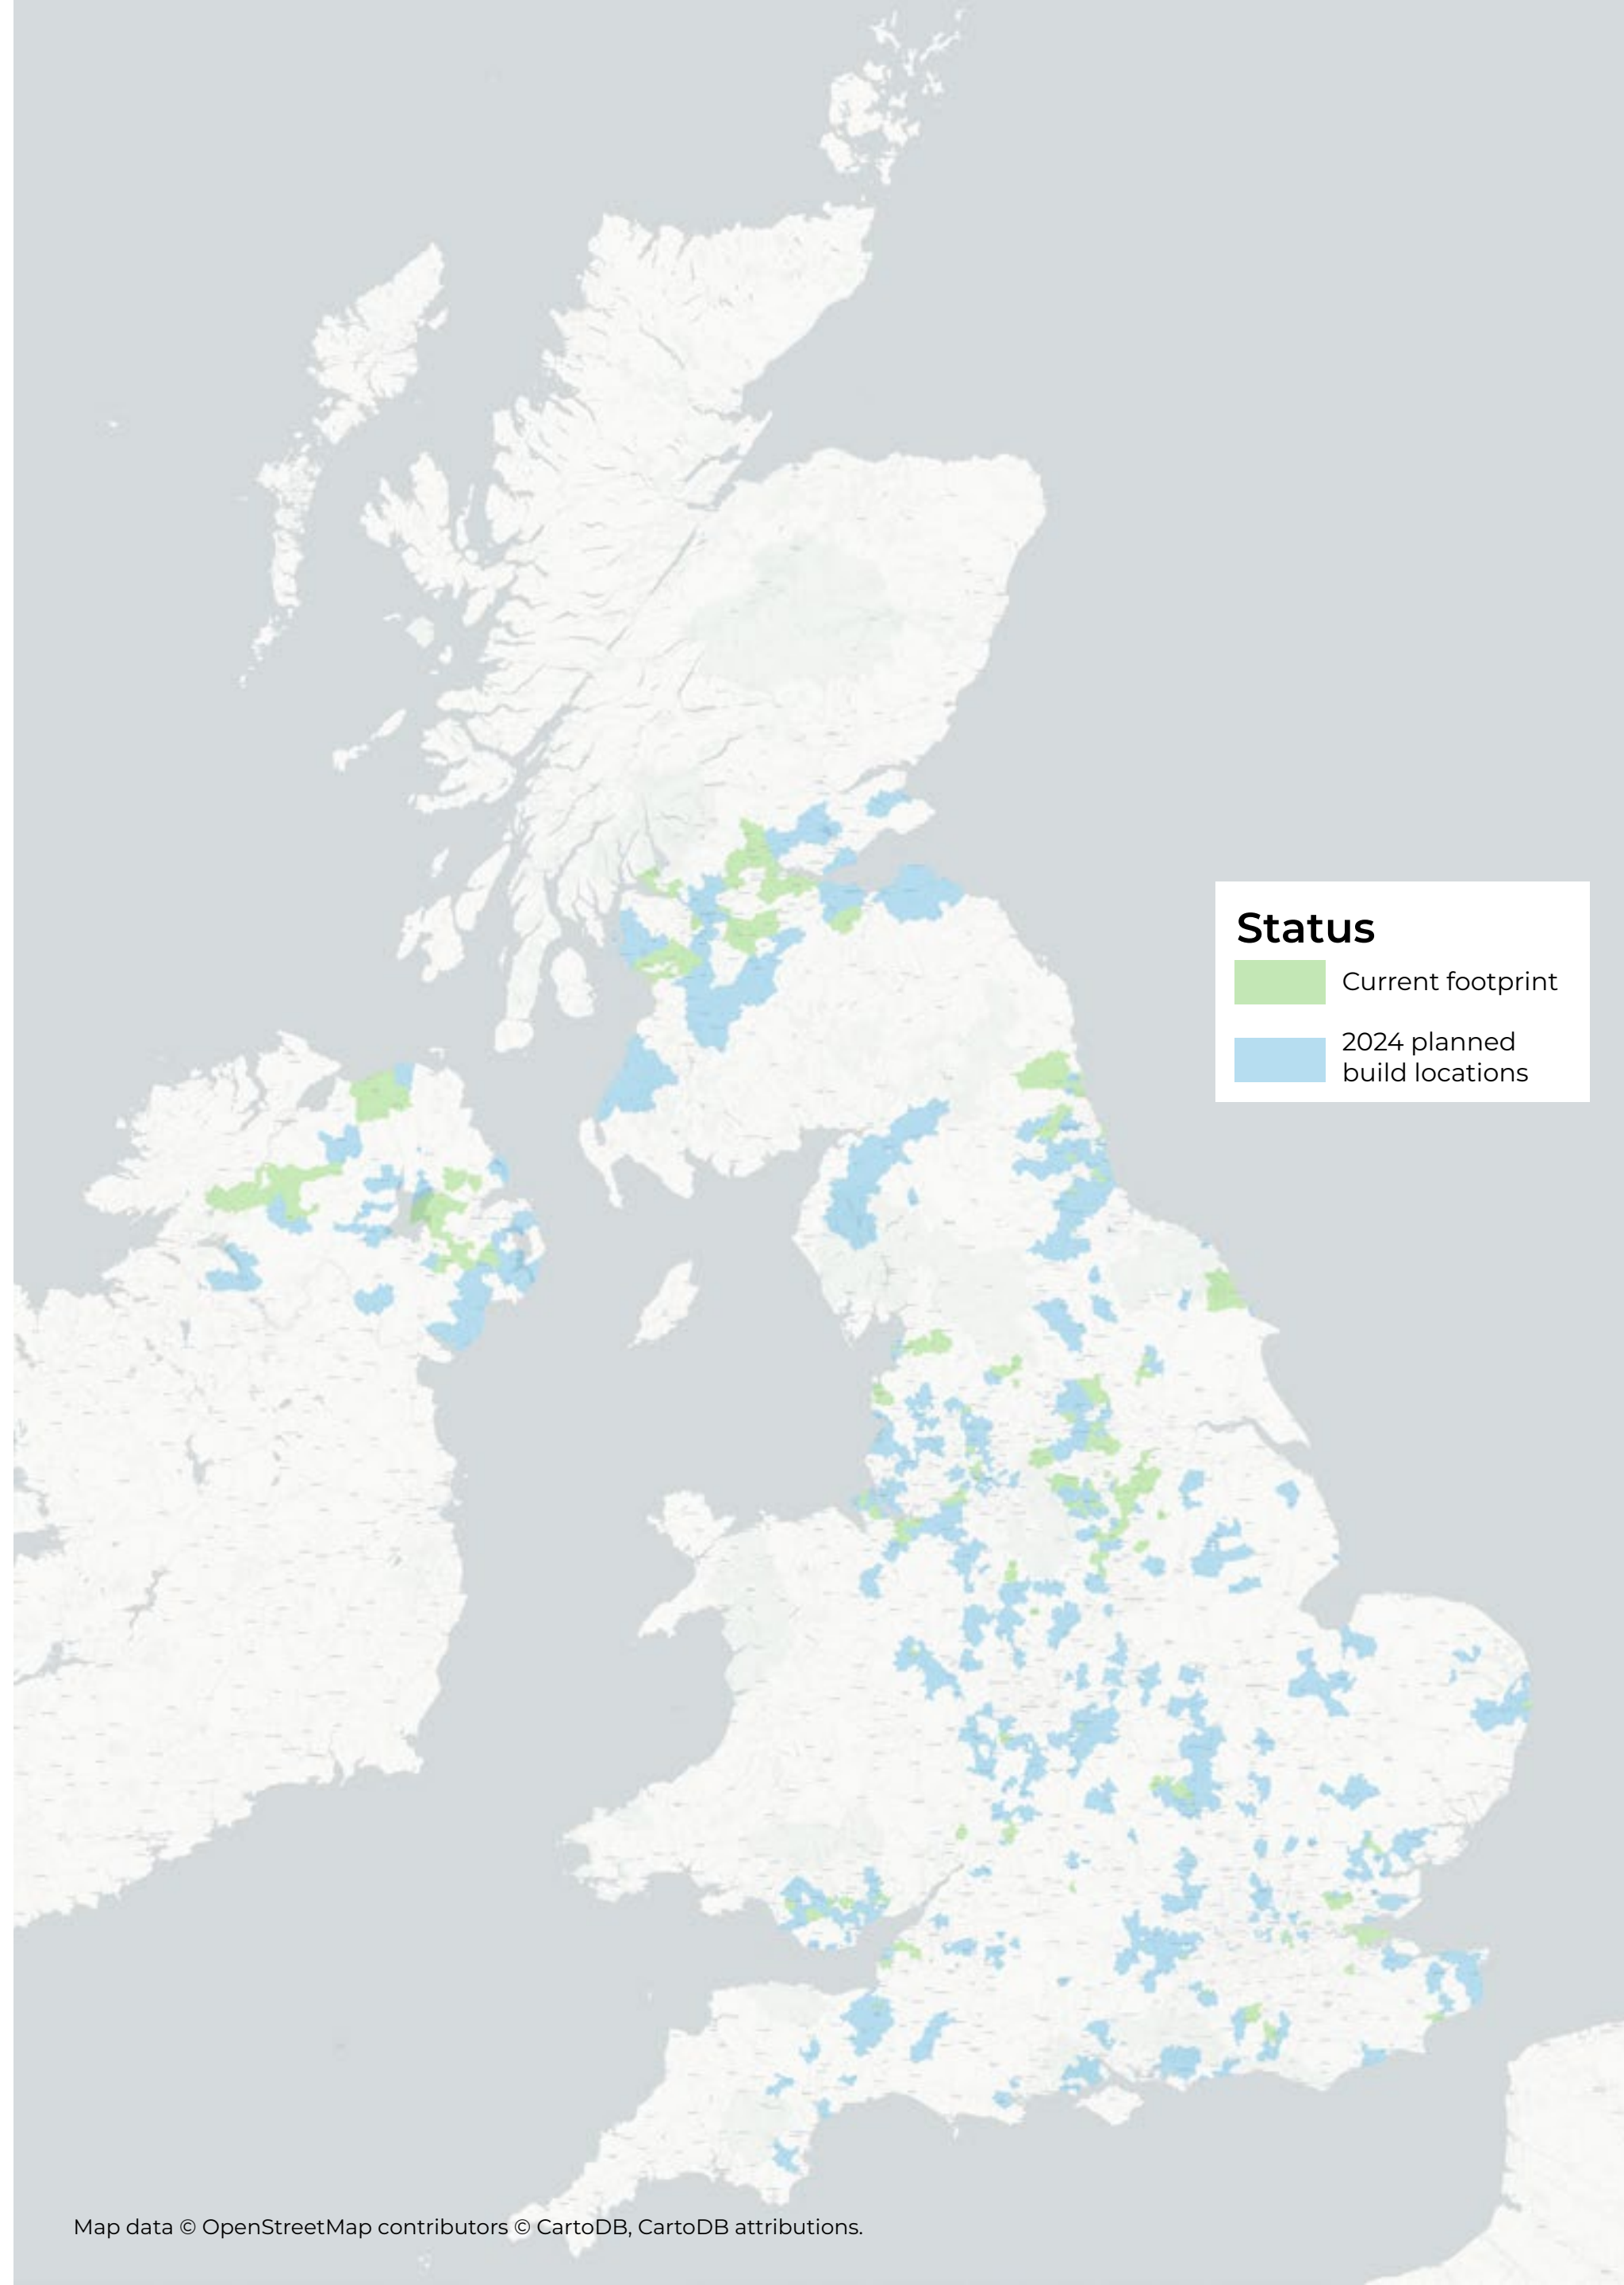 Status
Current footprint
2024 planned
build locations
Map data © OpenStreetMap contributors © CartoDB, CartoDB attributions.